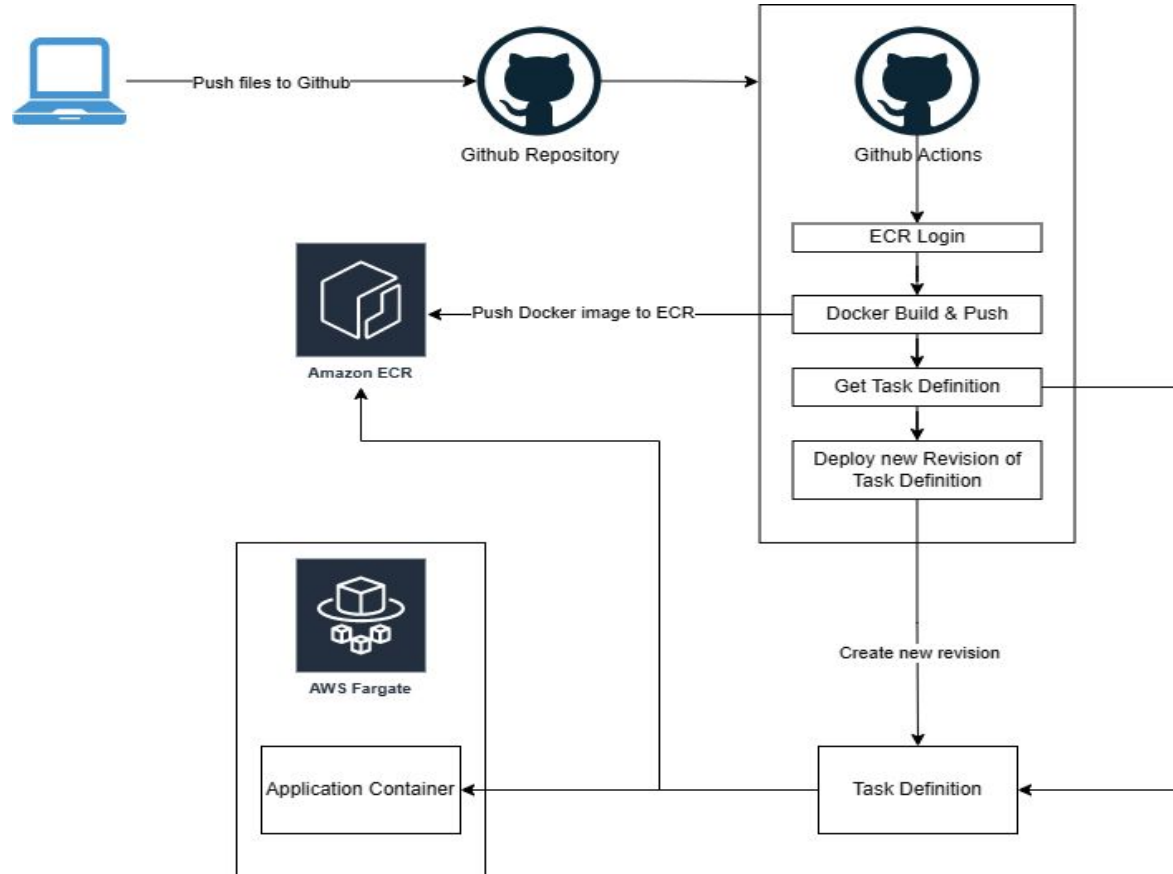 Push files to Github
Github Repository
Github Actions
ECR Login
Push Docker image to ECR
Docker Build & Push
Amazon ECR
Get Task Definition
Deploy new Revision of
Task Definition
AWS Fargate
Create new revision
Application Container
Task Definition